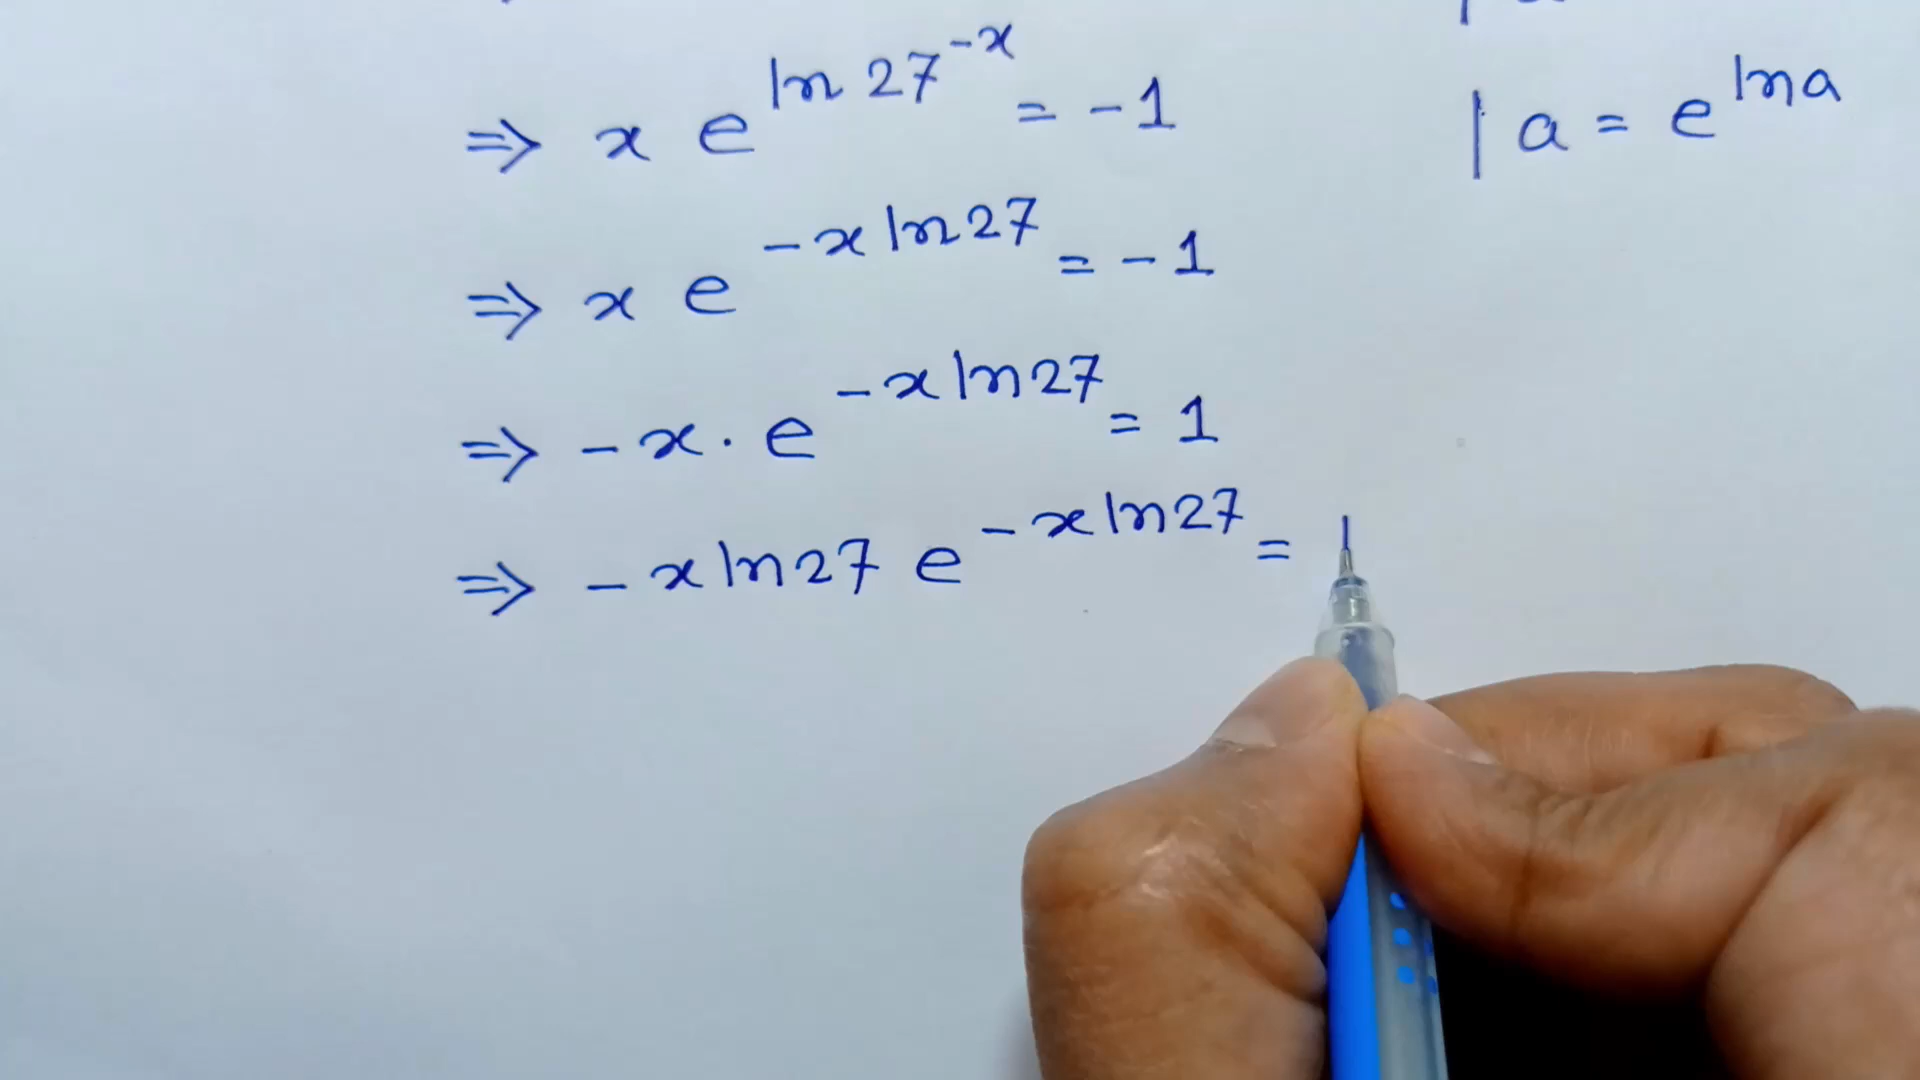 ⇒ x e^{ln 27^{-x}} = -1
| a = e^{ln a}
⇒ x e^{-x ln 27} = -1
⇒ -x · e^{-x ln 27} = 1
⇒ -x ln 27 e^{-x ln 27} =